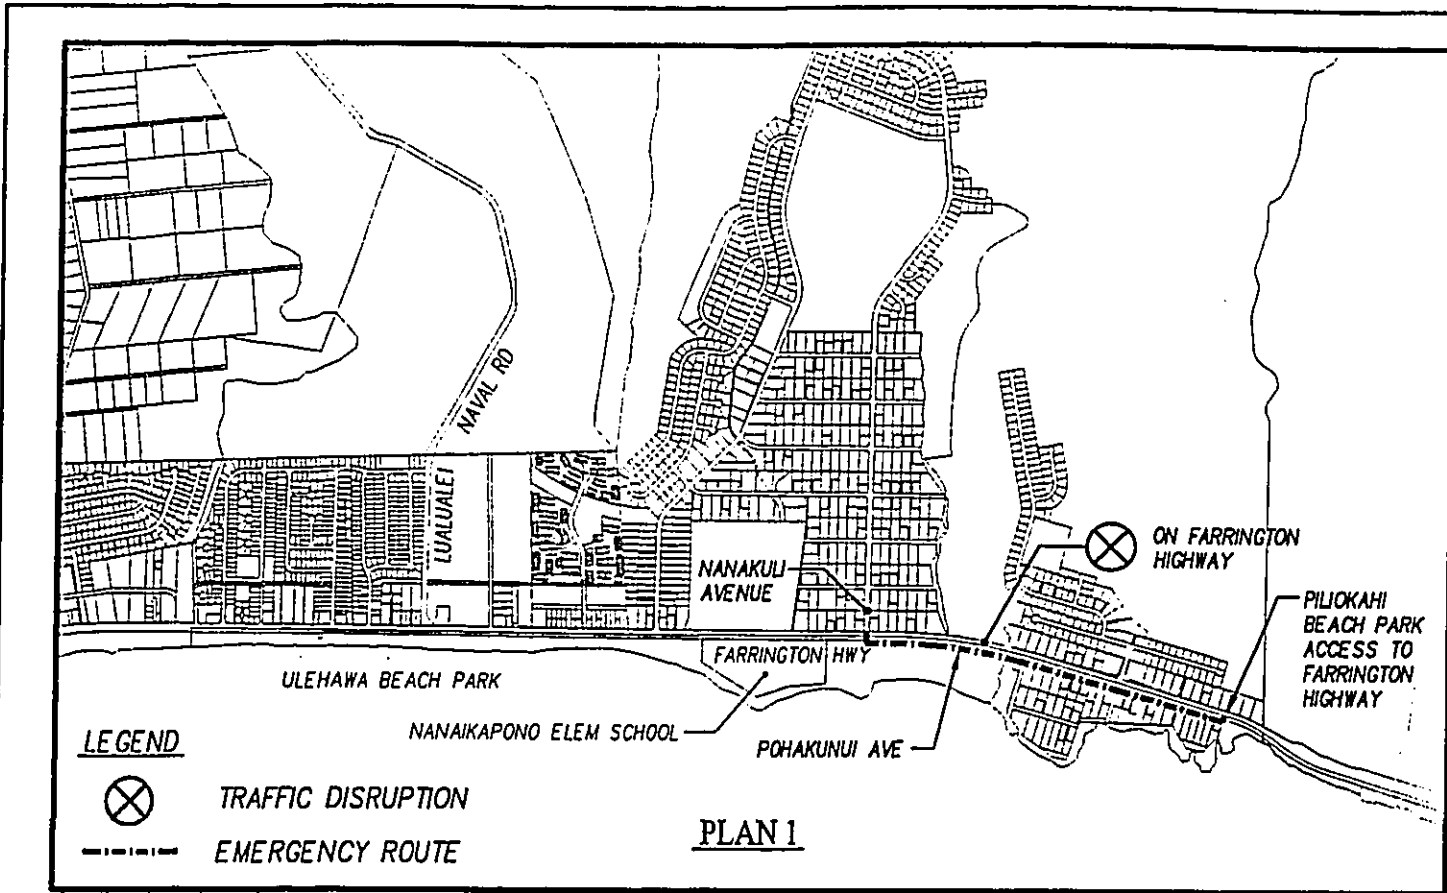 NAVAL RD
LUALUALEI
NANAKULI
AVENUE
ON FARRINGTON
HIGHWAY
PILIOKAHI
BEACH PARK
ACCESS TO
FARRINGTON
HIGHWAY
FARRINGTON HWY
ULEHAWA BEACH PARK
NANAIKAPONO ELEM SCHOOL
POHAKUNUI AVE
LEGEND
TRAFFIC DISRUPTION
EMERGENCY ROUTE
PLAN 1